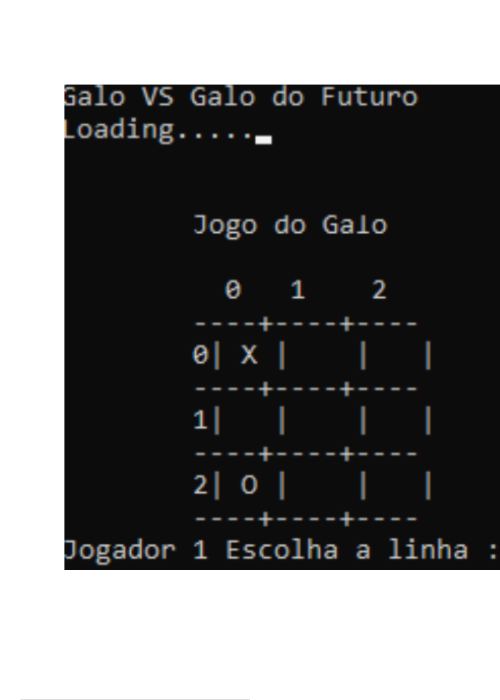 Galo VS Galo do Futuro
Loading.....
Jogo do Galo
0 1 2
----+----+----
0| X | | |
----+----+----
1| | | |
----+----+----
2| O | | |
----+----+----
Jogador 1 Escolha a linha :